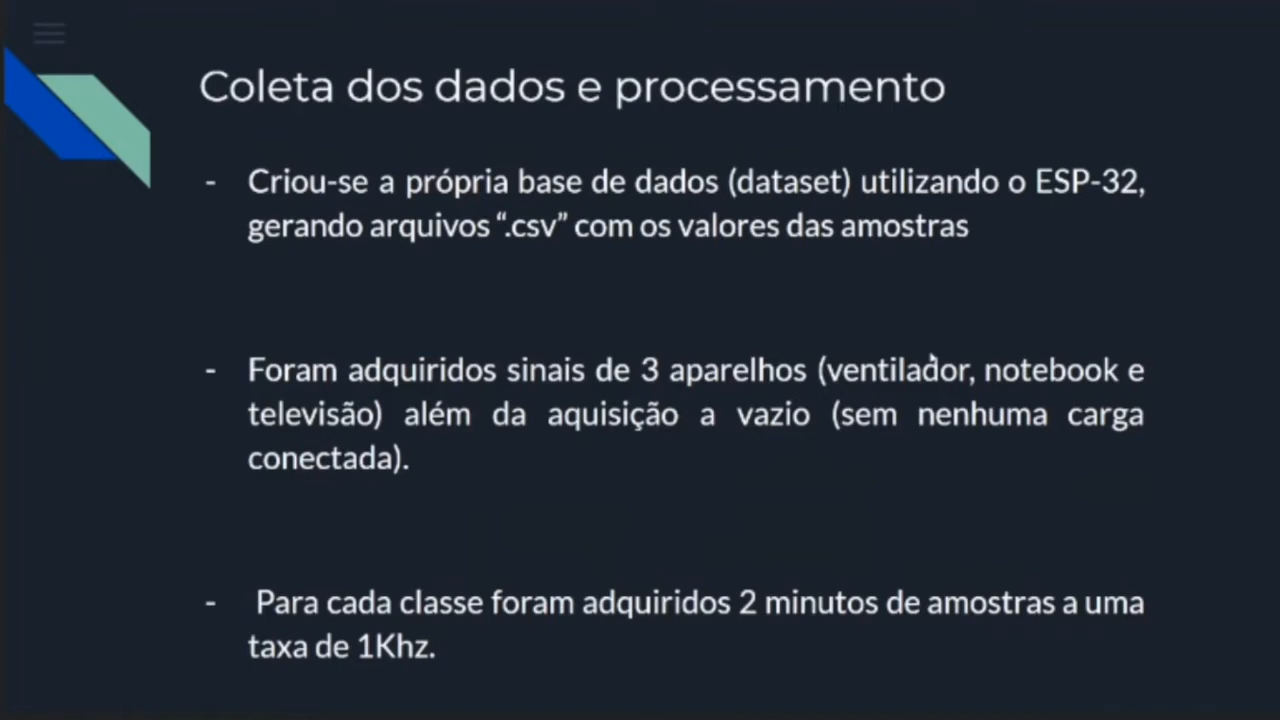 Coleta dos dados e processamento
- Criou-se a própria base de dados (dataset) utilizando o ESP-32,
gerando arquivos “.csv” com os valores das amostras
- Foram adquiridos sinais de 3 aparelhos (ventilador, notebook e
televisão) além da aquisição a vazio (sem nenhuma carga
conectada).
- Para cada classe foram adquiridos 2 minutos de amostras a uma
taxa de 1Khz.